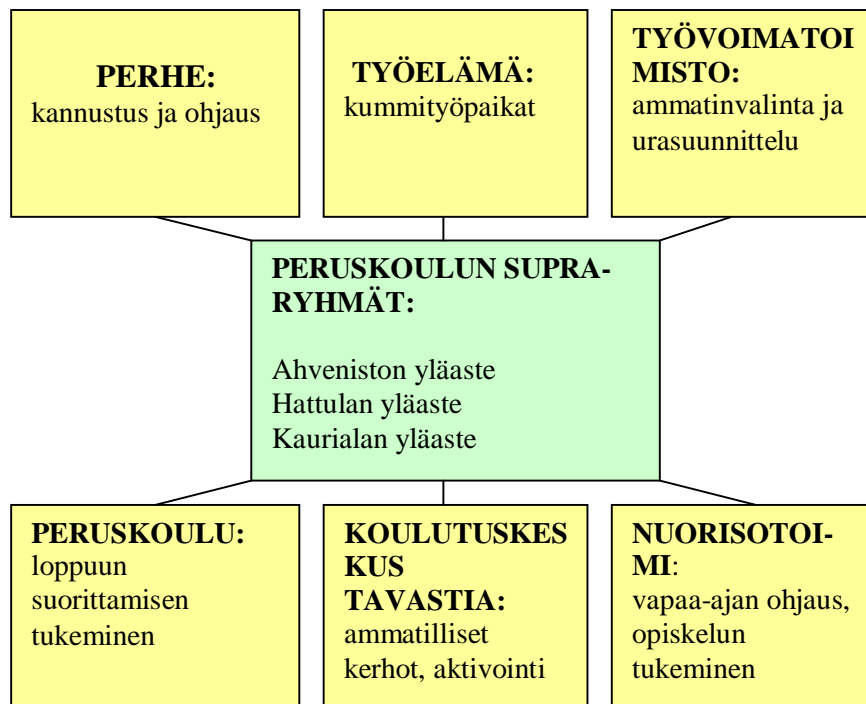 PERHE:
kannustus ja ohjaus
TYÖELÄMÄ:
kummityöpaikat
TYÖVOIMATOI
MISTO:
ammatinvalinta ja
urasuunnittelu
PERUSKOULUN SUPRA-
RYHMÄT:
Ahveniston yläaste
Hattulan yläaste
Kaurialan yläaste
PERUSKOULU:
loppuun
suorittamisen
tukeminen
KOULUTUSKES
KUS
TAVASTIA:
ammatilliset
kerhot, aktivointi
NUORISOTOI-
MI:
vapaa-ajan ohjaus,
opiskelun
tukeminen